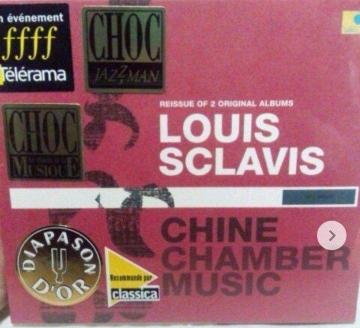 n événement
ffff
Télérama
CHOC
JAZZMAN
CHOC
MUSIQUE
REISSUE OF 2 ORIGINAL ALBUMS
LOUIS
SCLAVIS
CHINE
CHAMBER
MUSIC
DIAPASON
D'OR
Recommandé par
classica